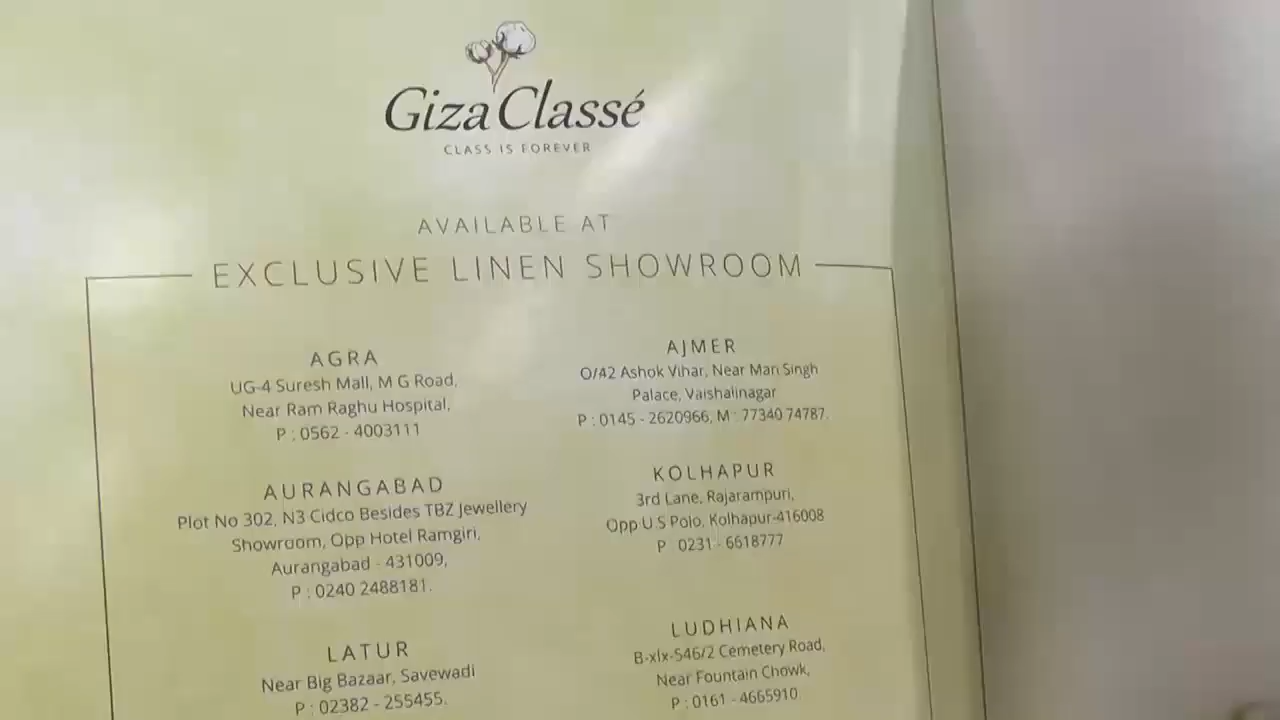 Giza Classé
CLASS IS FOREVER
AVAILABLE AT
EXCLUSIVE LINEN SHOWROOM
AGRA
UG-4 Suresh Mall, M G Road,
Near Ram Raghu Hospital,
P : 0562 - 4003111
AJMER
O/42 Ashok Vihar, Near Man Singh
Palace, Vaishalinagar
P : 0145 - 2620966, M : 77340 74787.
AURANGABAD
Plot No 302, N3 Cidco Besides TBZ Jewellery
Showroom, Opp Hotel Ramgiri,
Aurangabad - 431009,
P : 0240 2488181.
KOLHAPUR
3rd Lane, Rajarampuri,
Opp U S Polo, Kolhapur-416008
P 0231 - 6618777
LATUR
Near Big Bazaar, Savewadi
P : 02382 - 255455.
LUDHIANA
B-xlx-546/2 Cemetery Road,
Near Fountain Chowk,
P : 0161 - 4665910